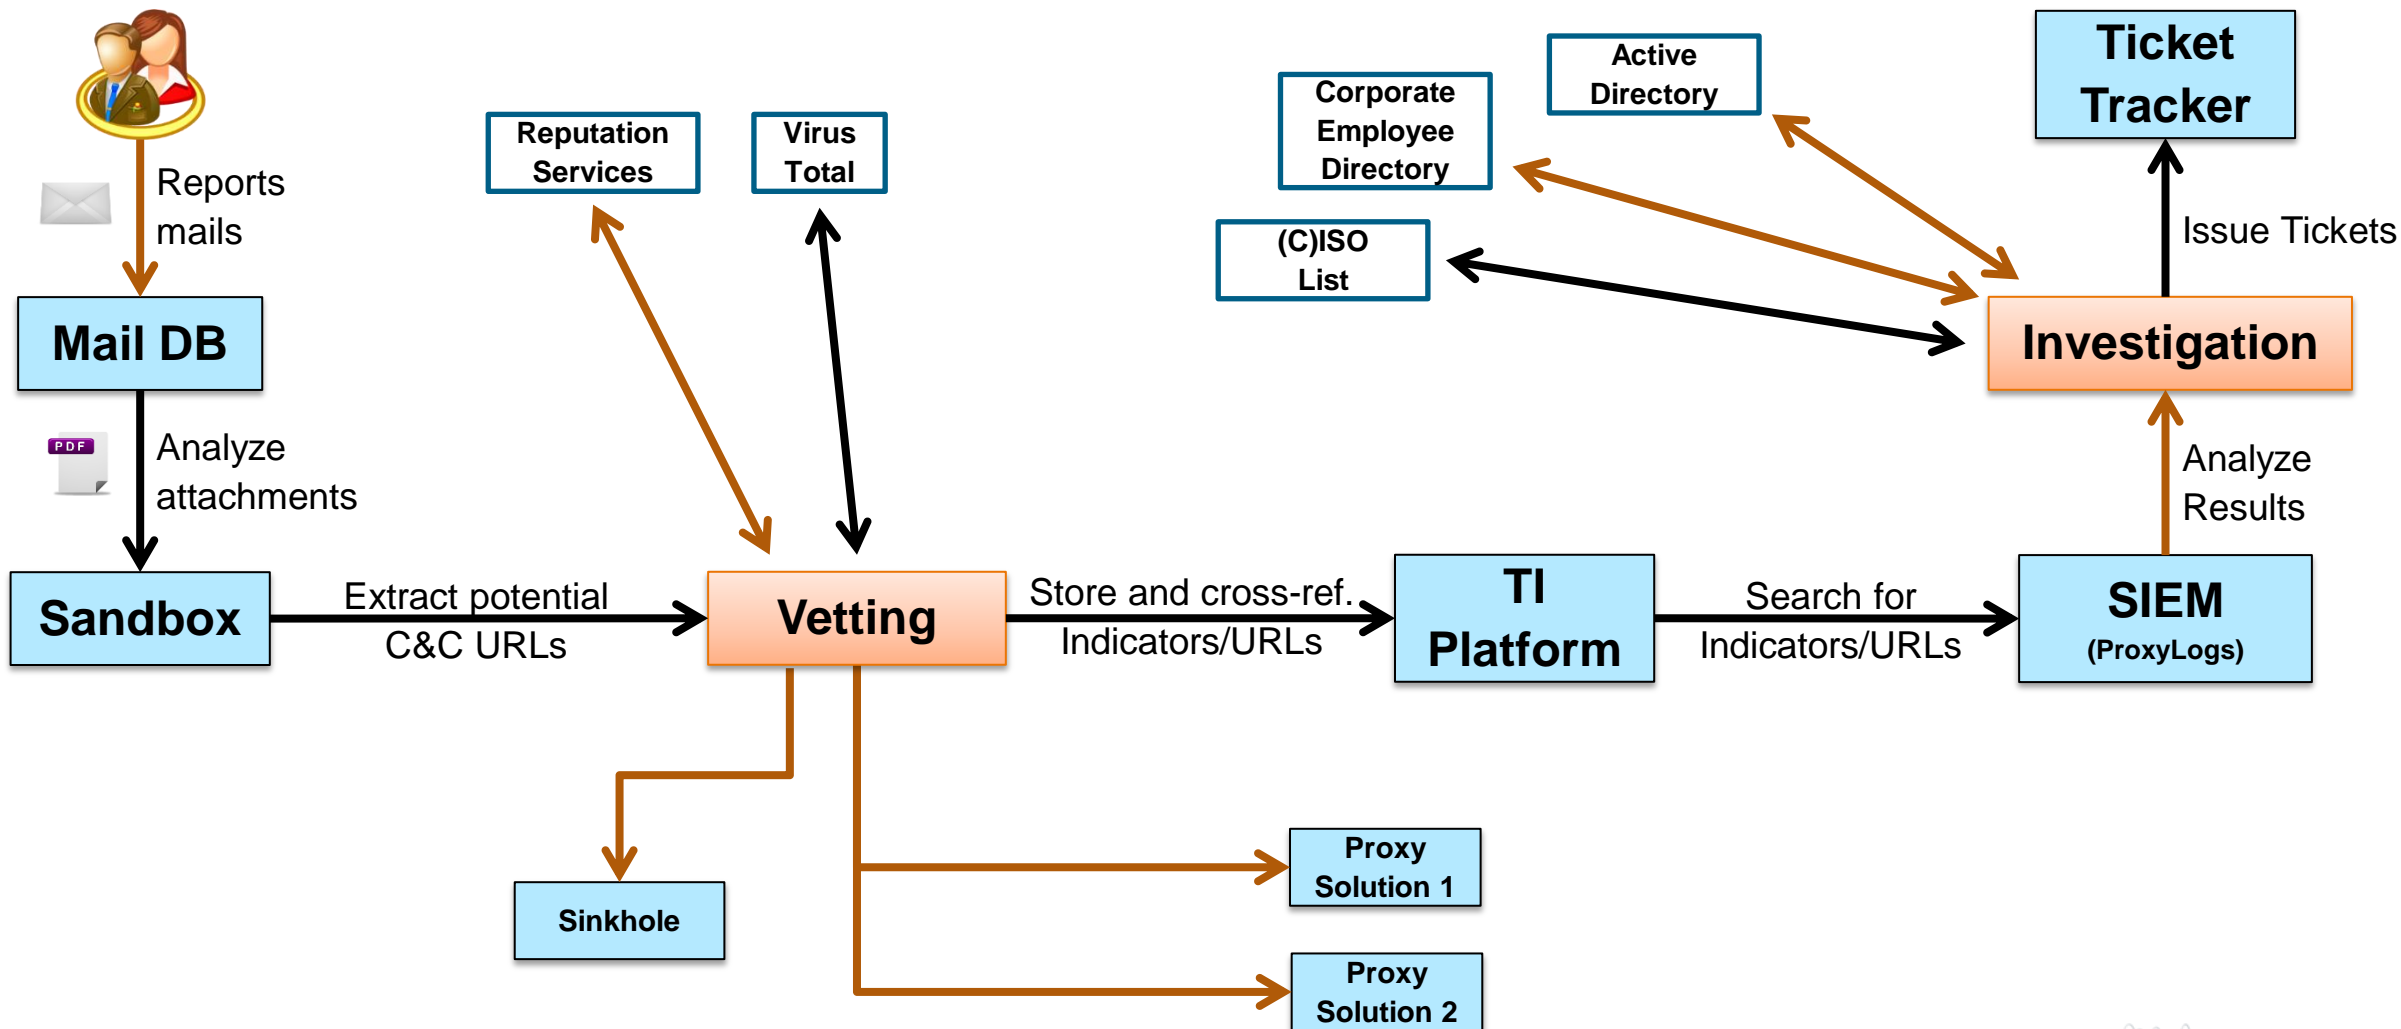 Reports
mails
Mail DB
PDF
Analyze
attachments
Sandbox
Extract potential
C&C URLs
Reputation
Services
Virus
Total
Vetting
Store and cross-ref.
Indicators/URLs
TI
Platform
Search for
Indicators/URLs
SIEM
(ProxyLogs)
Analyze
Results
Investigation
(C)ISO
List
Corporate
Employee
Directory
Active
Directory
Issue Tickets
Ticket
Tracker
Sinkhole
Proxy
Solution 1
Proxy
Solution 2